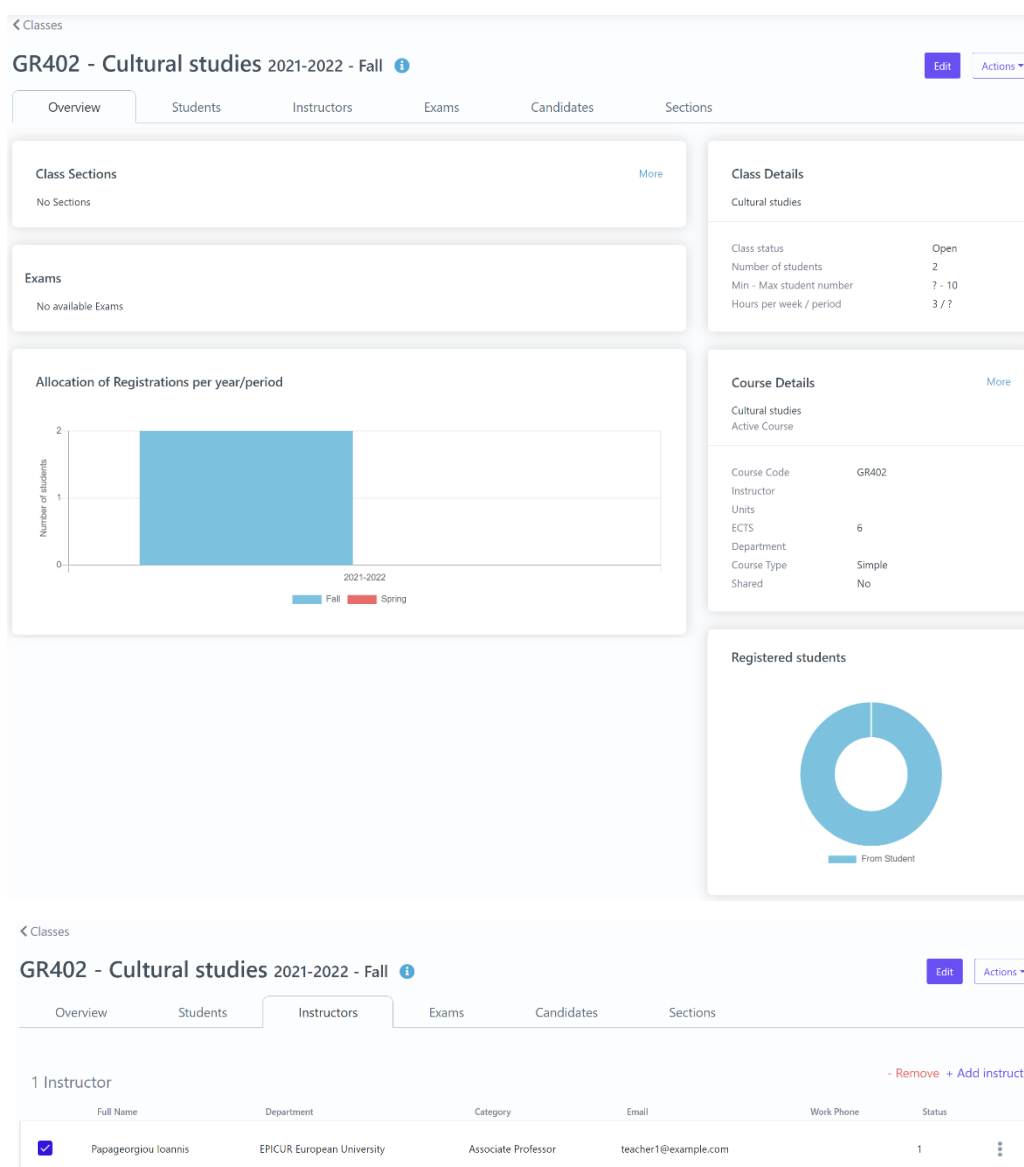 Classes
GR402 - Cultural studies 2021-2022 - Fall
Edit
Actions
Overview Students Instructors Exams Candidates Sections
Class Sections More
No Sections
Exams
No available Exams
Allocation of Registrations per year/period
Number of students
2
1
0
2021-2022
Fall Spring
Class Details
Cultural studies
Class status Open
Number of students 2
Min - Max student number ? - 10
Hours per week / period 3 / ?
Course Details More
Cultural studies
Active Course
Course Code GR402
Instructor
Units
ECTS 6
Department
Course Type Simple
Shared No
Registered students
From Student
Classes
GR402 - Cultural studies 2021-2022 - Fall
Edit
Actions
Overview Students Instructors Exams Candidates Sections
1 Instructor
- Remove + Add instruct
Full Name Department Category Email Work Phone Status
Papageorgiou Ioannis EPICUR European University Associate Professor teacher1@example.com 1